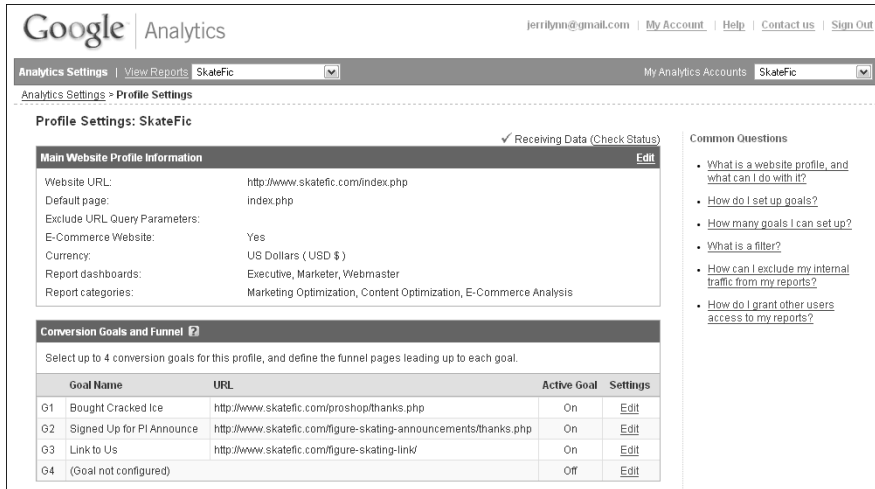 Google Analytics
jerrilynn@gmail.com | My Account | Help | Contact us | Sign Out
Analytics Settings | View Reports SkateFic My Analytics Accounts SkateFic
Analytics Settings > Profile Settings
Profile Settings: SkateFic
✓ Receiving Data (Check Status)
Main Website Profile Information Edit
Website URL: http://www.skatefic.com/index.php
Default page: index.php
Exclude URL Query Parameters:
E-Commerce Website: Yes
Currency: US Dollars ( USD $ )
Report dashboards: Executive, Marketer, Webmaster
Report categories: Marketing Optimization, Content Optimization, E-Commerce Analysis
Conversion Goals and Funnel ?
Select up to 4 conversion goals for this profile, and define the funnel pages leading up to each goal.
Goal Name URL Active Goal Settings
G1 Bought Cracked Ice http://www.skatefic.com/proshop/thanks.php On Edit
G2 Signed Up for PI Announce http://www.skatefic.com/figure-skating-announcements/thanks.php On Edit
G3 Link to Us http://www.skatefic.com/figure-skating-link/ On Edit
G4 (Goal not configured) Off Edit
Common Questions
• What is a website profile, and
what can I do with it?
• How do I set up goals?
• How many goals I can set up?
• What is a filter?
• How can I exclude my internal
traffic from my reports?
• How do I grant other users
access to my reports?